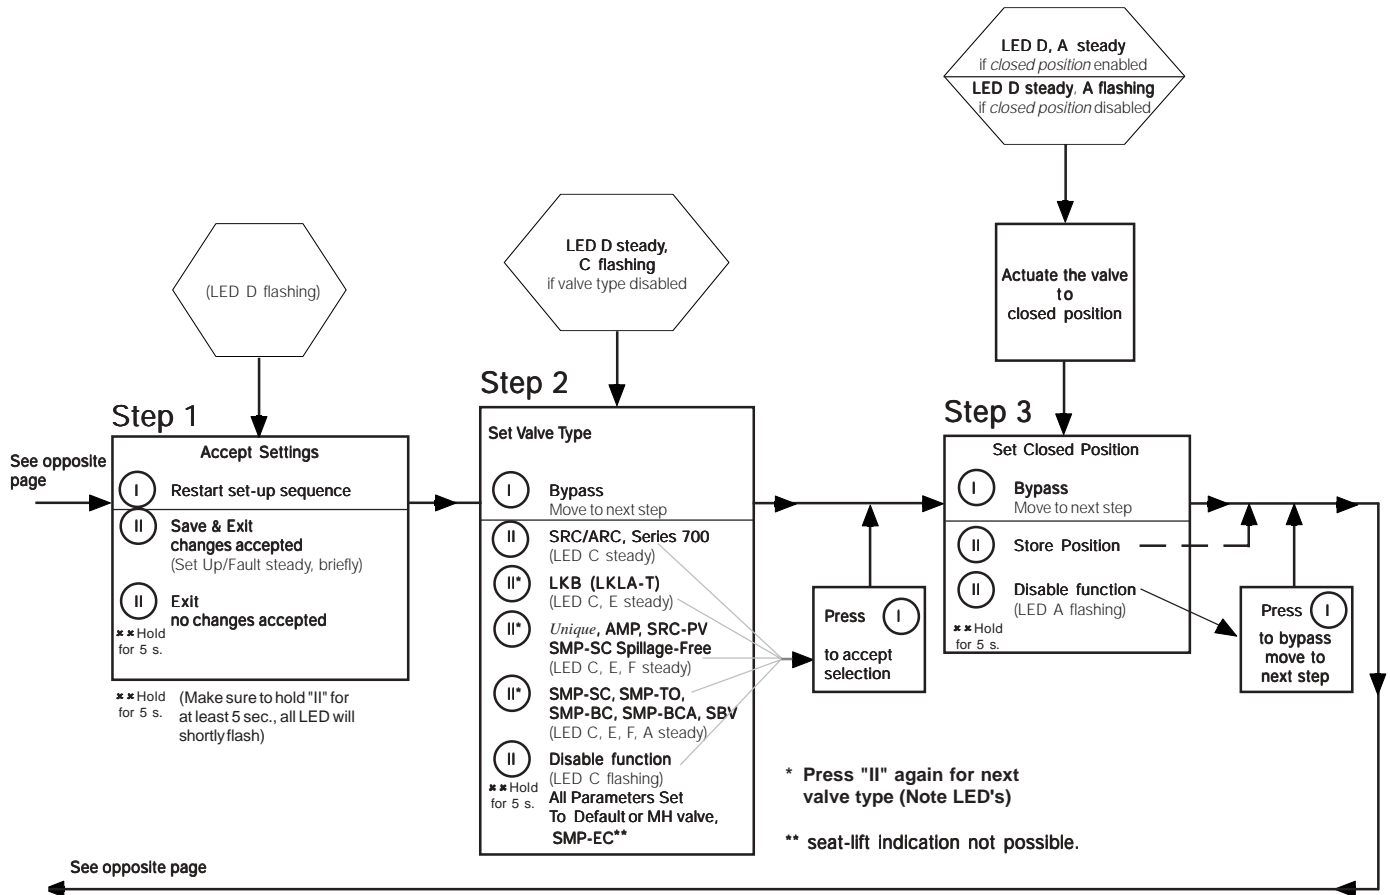 LED D, A steady
if closed position enabled
LED D steady, A flashing
if closed position disabled
LED D steady,
C flashing
if valve type disabled
(LED D flashing)
Actuate the valve
to
closed position
Step 1
See opposite
page
Accept Settings
I Restart set-up sequence
II Save & Exit
changes accepted
(Set Up/Fault steady, briefly)
II Exit
no changes accepted
**Hold
for 5 s.
**Hold
for 5 s.
(Make sure to hold "II" for
at least 5 sec., all LED will
shortly flash)
Step 2
Set Valve Type
I Bypass
Move to next step
II SRC/ARC, Series 700
(LED C steady)
II* LKB (LKLA-T)
(LED C, E steady)
II* Unique, AMP, SRC-PV
SMP-SC Spillage-Free
(LED C, E, F steady)
II* SMP-SC, SMP-TO,
SMP-BC, SMP-BCA, SBV
(LED C, E, F, A steady)
II Disable function
(LED C flashing)
**Hold
for 5 s.
All Parameters Set
To Default or MH valve,
SMP-EC**
Press I
to accept
selection
Step 3
Set Closed Position
I Bypass
Move to next step
II Store Position
II Disable function
(LED A flashing)
**Hold
for 5 s.
Press I
to bypass
move to
next step
* Press "II" again for next
valve type (Note LED's)
** seat-lift indication not possible.
See opposite page